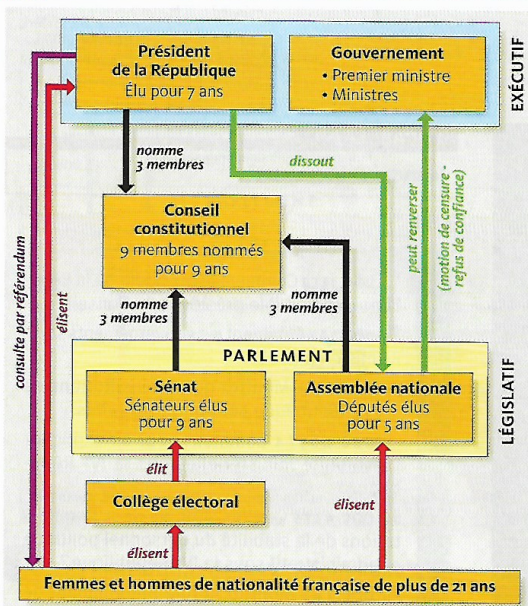 Président
de la République
Élu pour 7 ans
Gouvernement
• Premier ministre
• Ministres
EXÉCUTIF
nomme
3 membres
dissout
peut renverser
(motion de censure -
refus de confiance)
consulte par référendum
élisent
Conseil
constitutionnel
9 membres nommés
pour 9 ans
nomme
3 membres
nomme
3 membres
PARLEMENT
Sénat
Sénateurs élus
pour 9 ans
Assemblée nationale
Députés élus
pour 5 ans
LÉGISLATIF
élit
Collège électoral
élisent
élisent
Femmes et hommes de nationalité française de plus de 21 ans